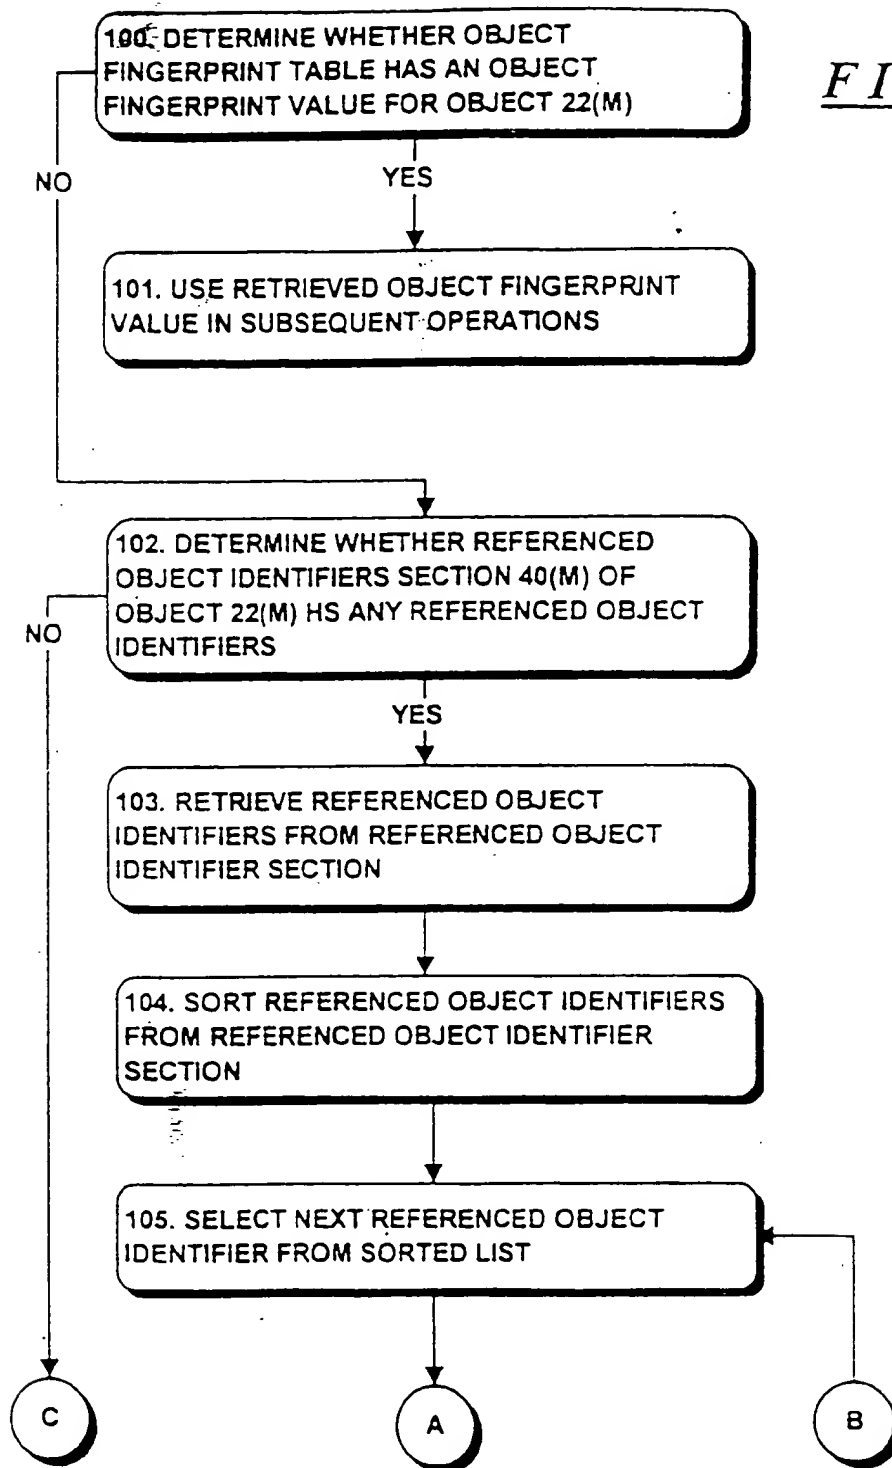 100. DETERMINE WHETHER OBJECT
FINGERPRINT TABLE HAS AN OBJECT
FINGERPRINT VALUE FOR OBJECT 22(M)
F I
NO
YES
101. USE RETRIEVED OBJECT FINGERPRINT
VALUE IN SUBSEQUENT OPERATIONS
102. DETERMINE WHETHER REFERENCED
OBJECT IDENTIFIERS SECTION 40(M) OF
OBJECT 22(M) HS ANY REFERENCED OBJECT
IDENTIFIERS
NO
YES
103. RETRIEVE REFERENCED OBJECT
IDENTIFIERS FROM REFERENCED OBJECT
IDENTIFIER SECTION
104. SORT REFERENCED OBJECT IDENTIFIERS
FROM REFERENCED OBJECT IDENTIFIER
SECTION
105. SELECT NEXT REFERENCED OBJECT
IDENTIFIER FROM SORTED LIST
C
A
B